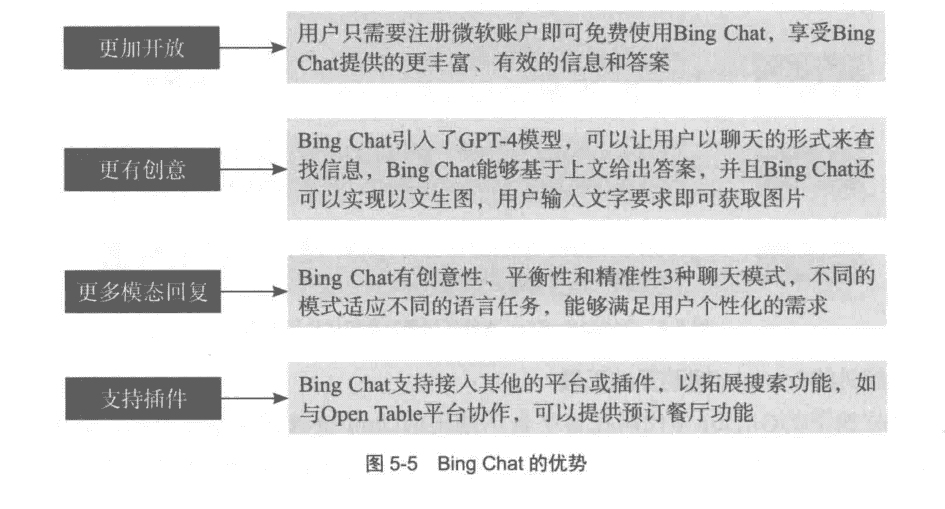 更加开放
用户只需要注册微软账户即可免费使用Bing Chat，享受Bing
Chat提供的更丰富、有效的信息和答案
更有创意
Bing Chat引入了GPT-4模型，可以让用户以聊天的形式来查
找信息，Bing Chat能够基于上文给出答案，并且Bing Chat还
可以实现以文生图，用户输入文字要求即可获取图片
更多模态回复
Bing Chat有创意性、平衡性和精准性3种聊天模式，不同的
模式适应不同的语言任务，能够满足用户个性化的需求
支持插件
Bing Chat支持接入其他的平台或插件，以拓展搜索功能，如
与Open Table平台协作，可以提供预订餐厅功能
图 5-5 Bing Chat 的优势